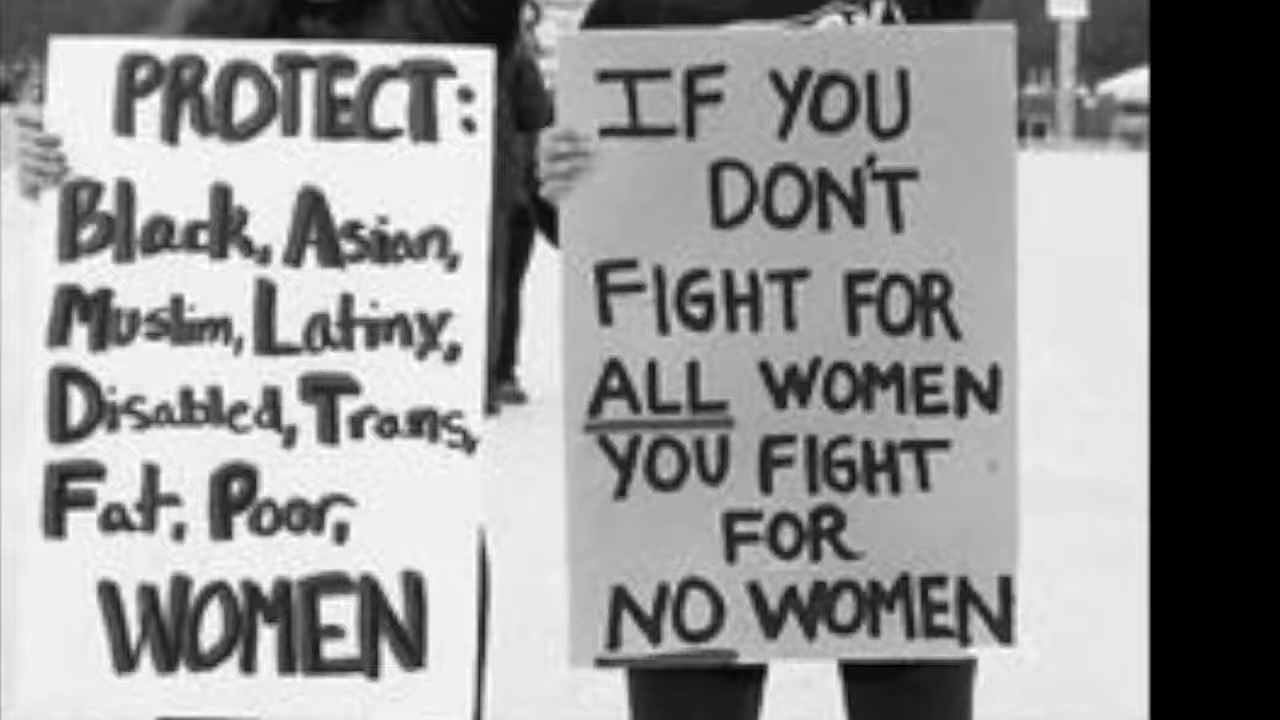 PROTECT:
Black, Asian,
Muslim, Latinx,
Disabled, Trans,
Fat, Poor,
WOMEN
IF YOU
DON'T
FIGHT FOR
ALL WOMEN
YOU FIGHT
FOR
NO WOMEN